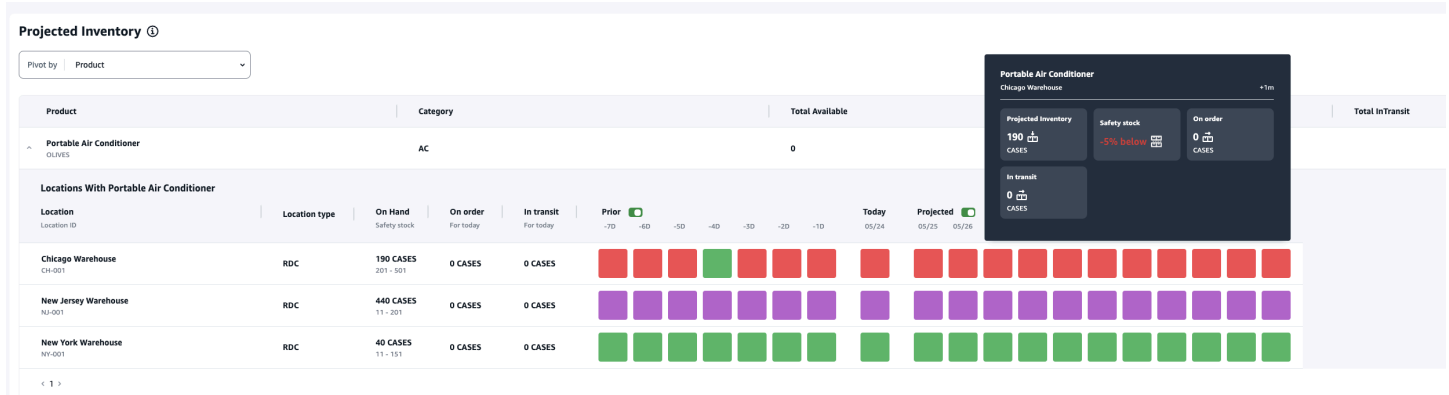 Projected Inventory
Pivot by Product
Product Category Total Available Total InTransit
Portable Air Conditioner
OLIVES
AC 0
Portable Air Conditioner
Chicago Warehouse +1m
Projected Inventory
190
CASES
Safety stock
-5% below
On order
0
CASES
In transit
0
CASES
Locations With Portable Air Conditioner
Location Location type On Hand On order In transit Prior Today Projected
Location ID Safety stock For today For today -7D -6D -5D -4D -3D -2D -1D 05/24 05/25 05/26
Chicago Warehouse
CH-001
RDC
190 CASES
201 - 501
0 CASES 0 CASES
New Jersey Warehouse
NJ-001
RDC
440 CASES
11 - 201
0 CASES 0 CASES
New York Warehouse
NY-001
RDC
40 CASES
11 - 151
0 CASES 0 CASES
< 1 >